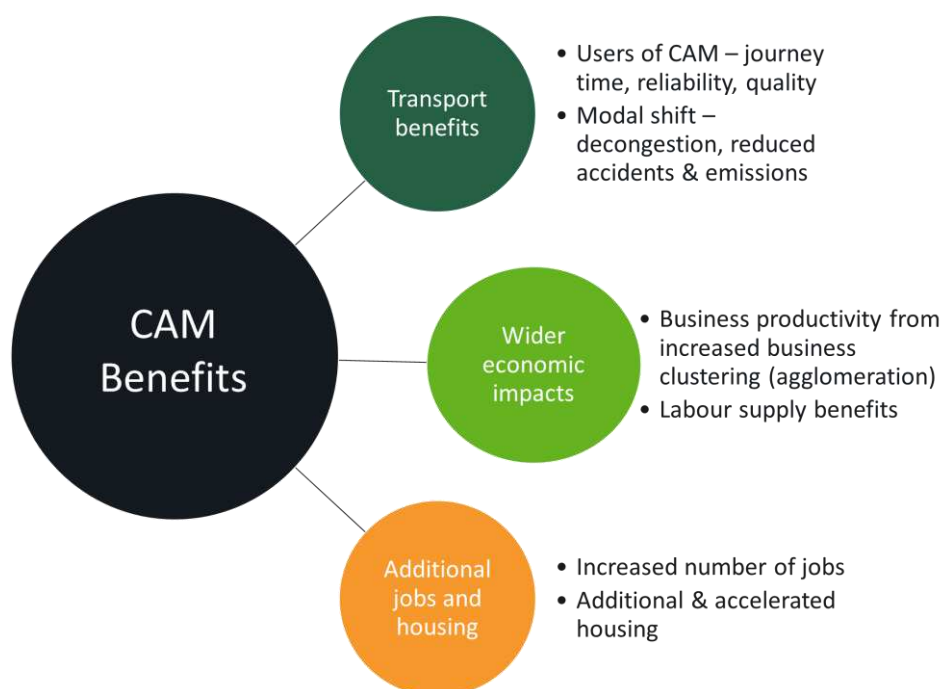 CAM
Benefits
Transport
benefits
• Users of CAM – journey
time, reliability, quality
• Modal shift –
decongestion, reduced
accidents & emissions
Wider
economic
impacts
• Business productivity from
increased business
clustering (agglomeration)
• Labour supply benefits
Additional
jobs and
housing
• Increased number of jobs
• Additional & accelerated
housing